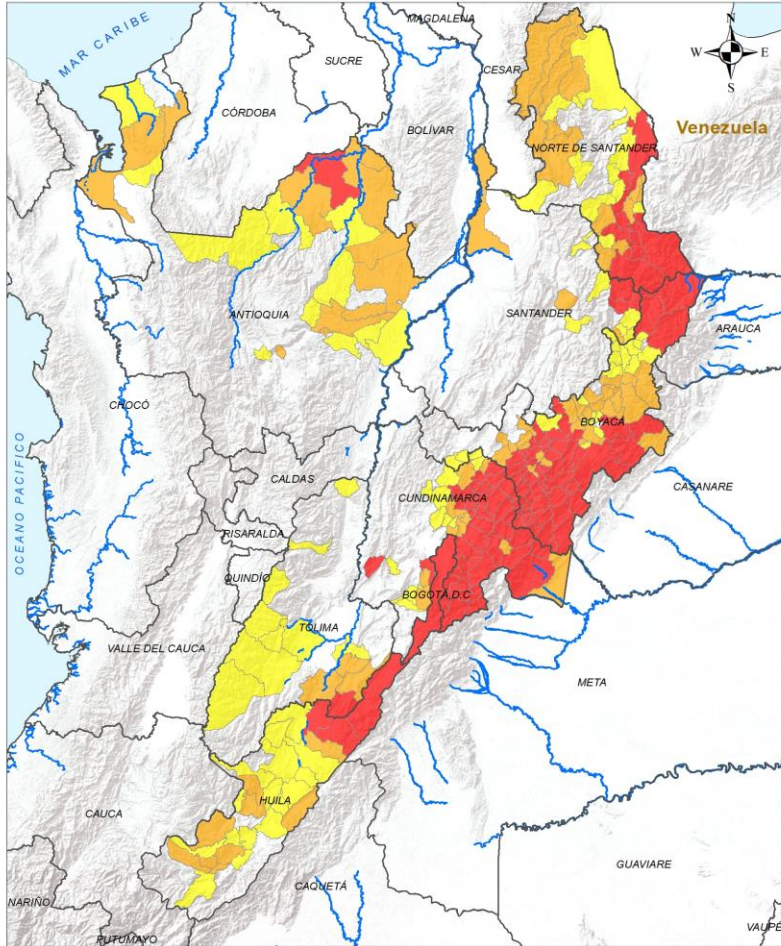 MAGDALENA
N
W E
S
MAR CARIBE
SUCRE
CESAR
CÓRDOBA
BOLÍVAR
Venezuela
NORTE DE SANTANDER
ANTIOQUIA
SANTANDER
ARAUCA
CHOCÓ
BOYACÁ
OCEANO PACIFICO
CALDAS
CUNDINAMARCA
CASANARE
RISARALDA
QUINDÍO
BOGOTÁ D.C
TOLIMA
VALLE DEL CAUCA
META
HUILA
CAUCA
GUAVIARE
CAQUETÁ
NARIÑO
PUTUMAYO
VAUPÉ